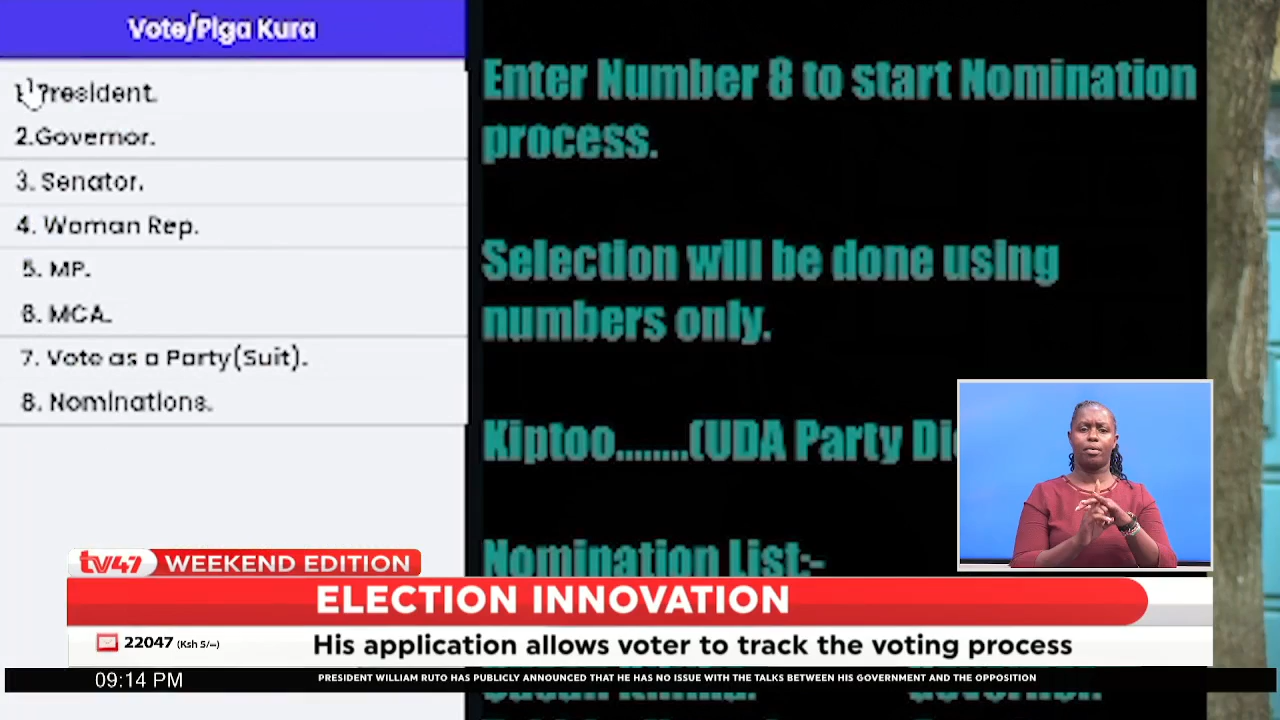 Vote/Piga Kura
1. President.
2.Governor.
3. Senator.
4. Woman Rep.
5. MP.
6. MCA.
7. Vote as a Party(Suit).
8. Nominations.
Enter Number 8 to start Nomination
process.
Selection will be done using
numbers only.
Kiptoo........(UDA Party
Nomination List:-
tv47 WEEKEND EDITION
ELECTION INNOVATION
22047 (Ksh 5/=)
His application allows voter to track the voting process
09:14 PM
PRESIDENT WILLIAM RUTO HAS PUBLICLY ANNOUNCED THAT HE HAS NO ISSUE WITH THE TALKS BETWEEN HIS GOVERNMENT AND THE OPPOSITION